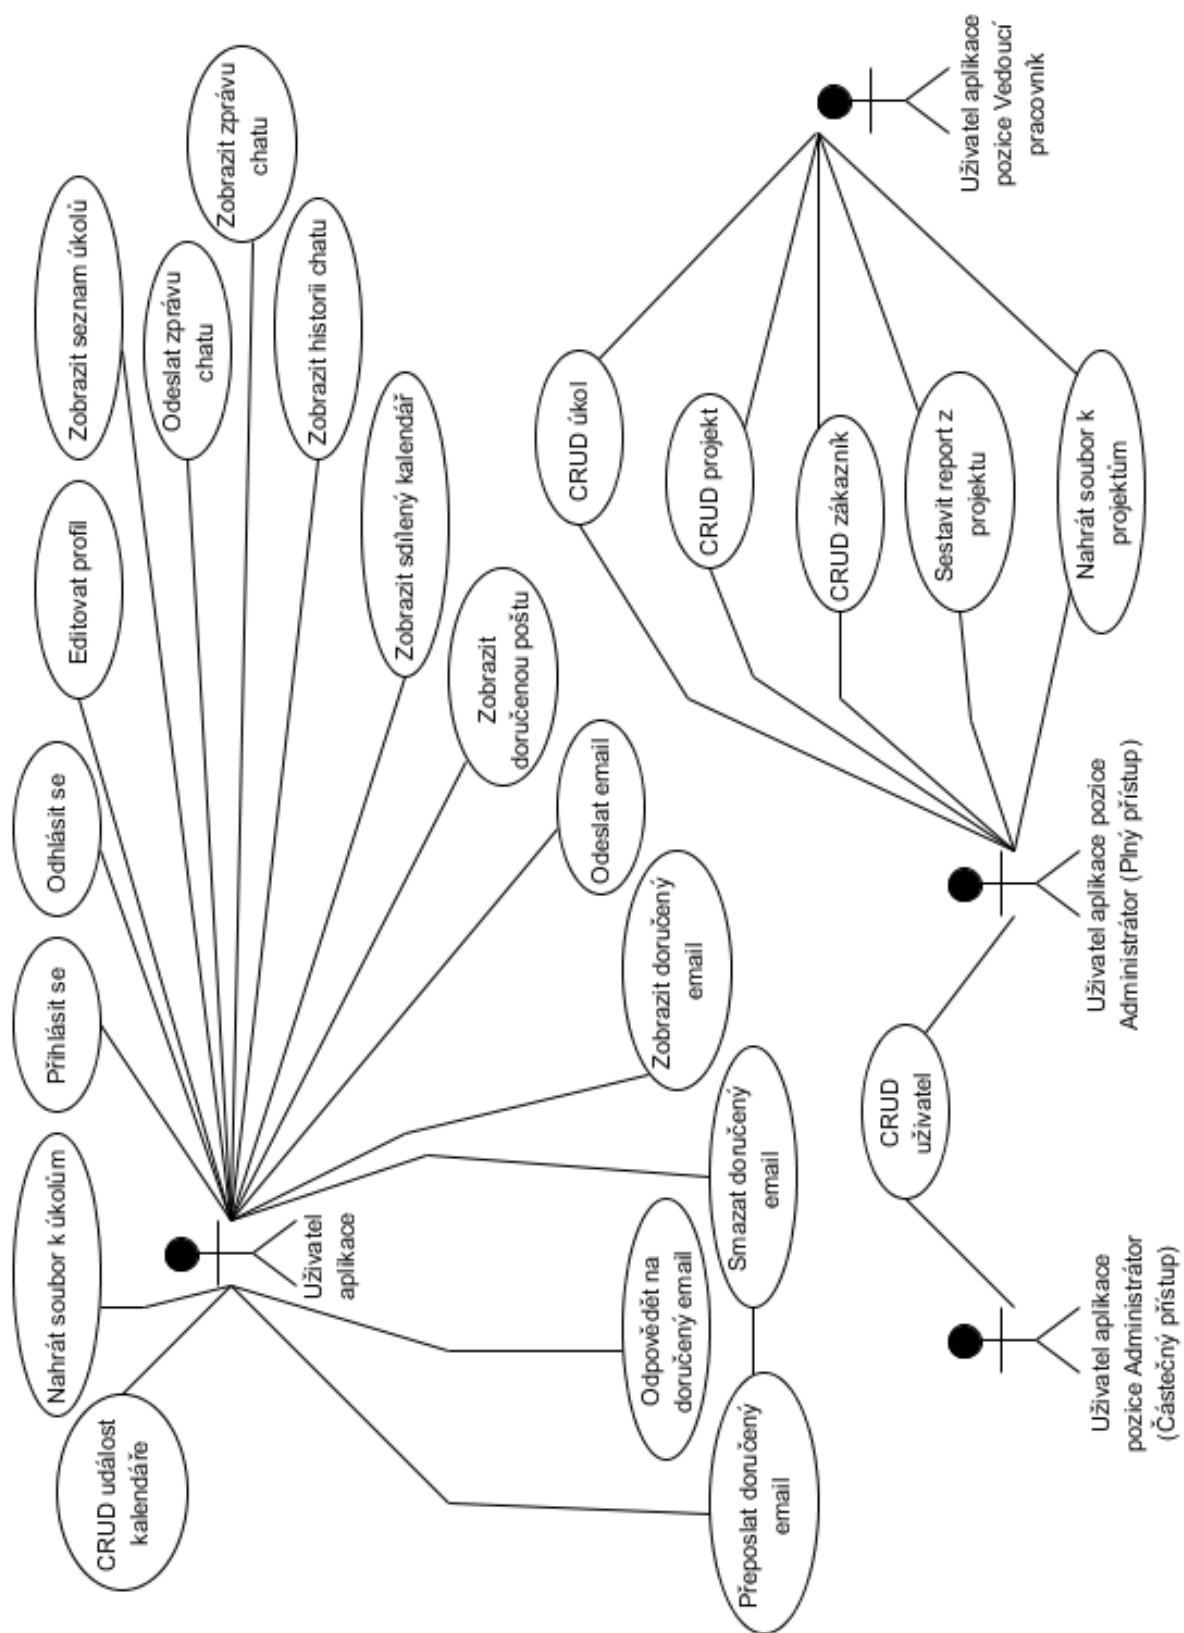 CRUD událost
kalendáře
Nahrát soubor k úkolům
Přihlásit se
Odhlásit se
Editovat profil
Zobrazit seznam úkolů
Odeslat zprávu
chatu
Zobrazit zprávu
chatu
Zobrazit historii chatu
Zobrazit sdílený kalendář
Zobrazit
doručenou poštu
Odeslat email
Zobrazit doručený
email
Smazat doručený
email
Odpovědět na
doručený email
Přeposlat doručený
email
Uživatel
aplikace
CRUD úkol
CRUD projekt
CRUD zákazník
Sestavit report z
projektu
Nahrát soubor k
projektům
Uživatel aplikace
pozice Vedoucí
pracovník
CRUD
uživatel
Uživatel aplikace
pozice Administrátor
(Částečný přístup)
Uživatel aplikace pozice
Administrátor (Plný přístup)